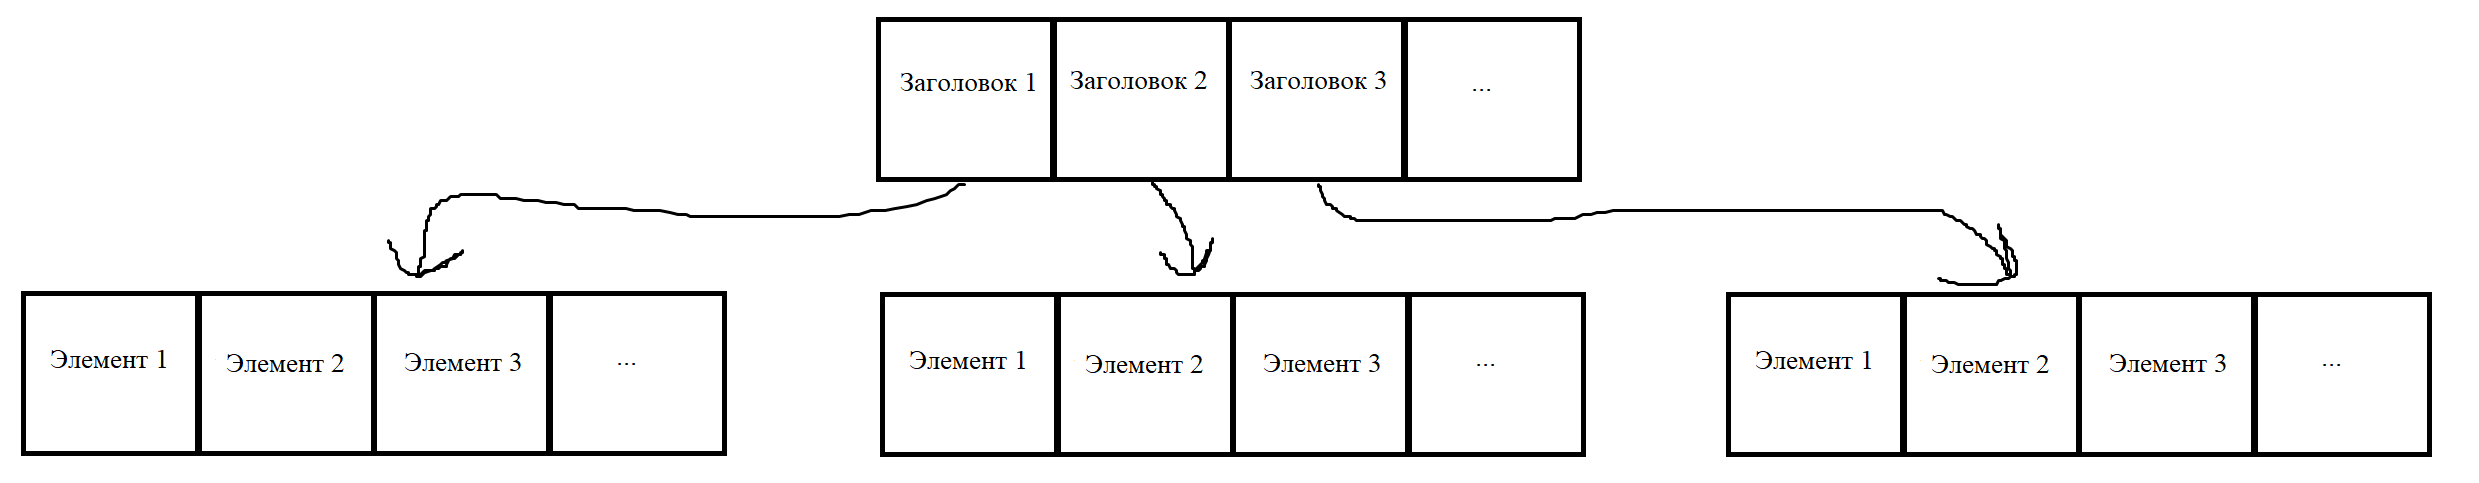 Заголовок 1
Заголовок 2
Заголовок 3
...
Элемент 1
Элемент 2
Элемент 3
...
Элемент 1
Элемент 2
Элемент 3
...
Элемент 1
Элемент 2
Элемент 3
...